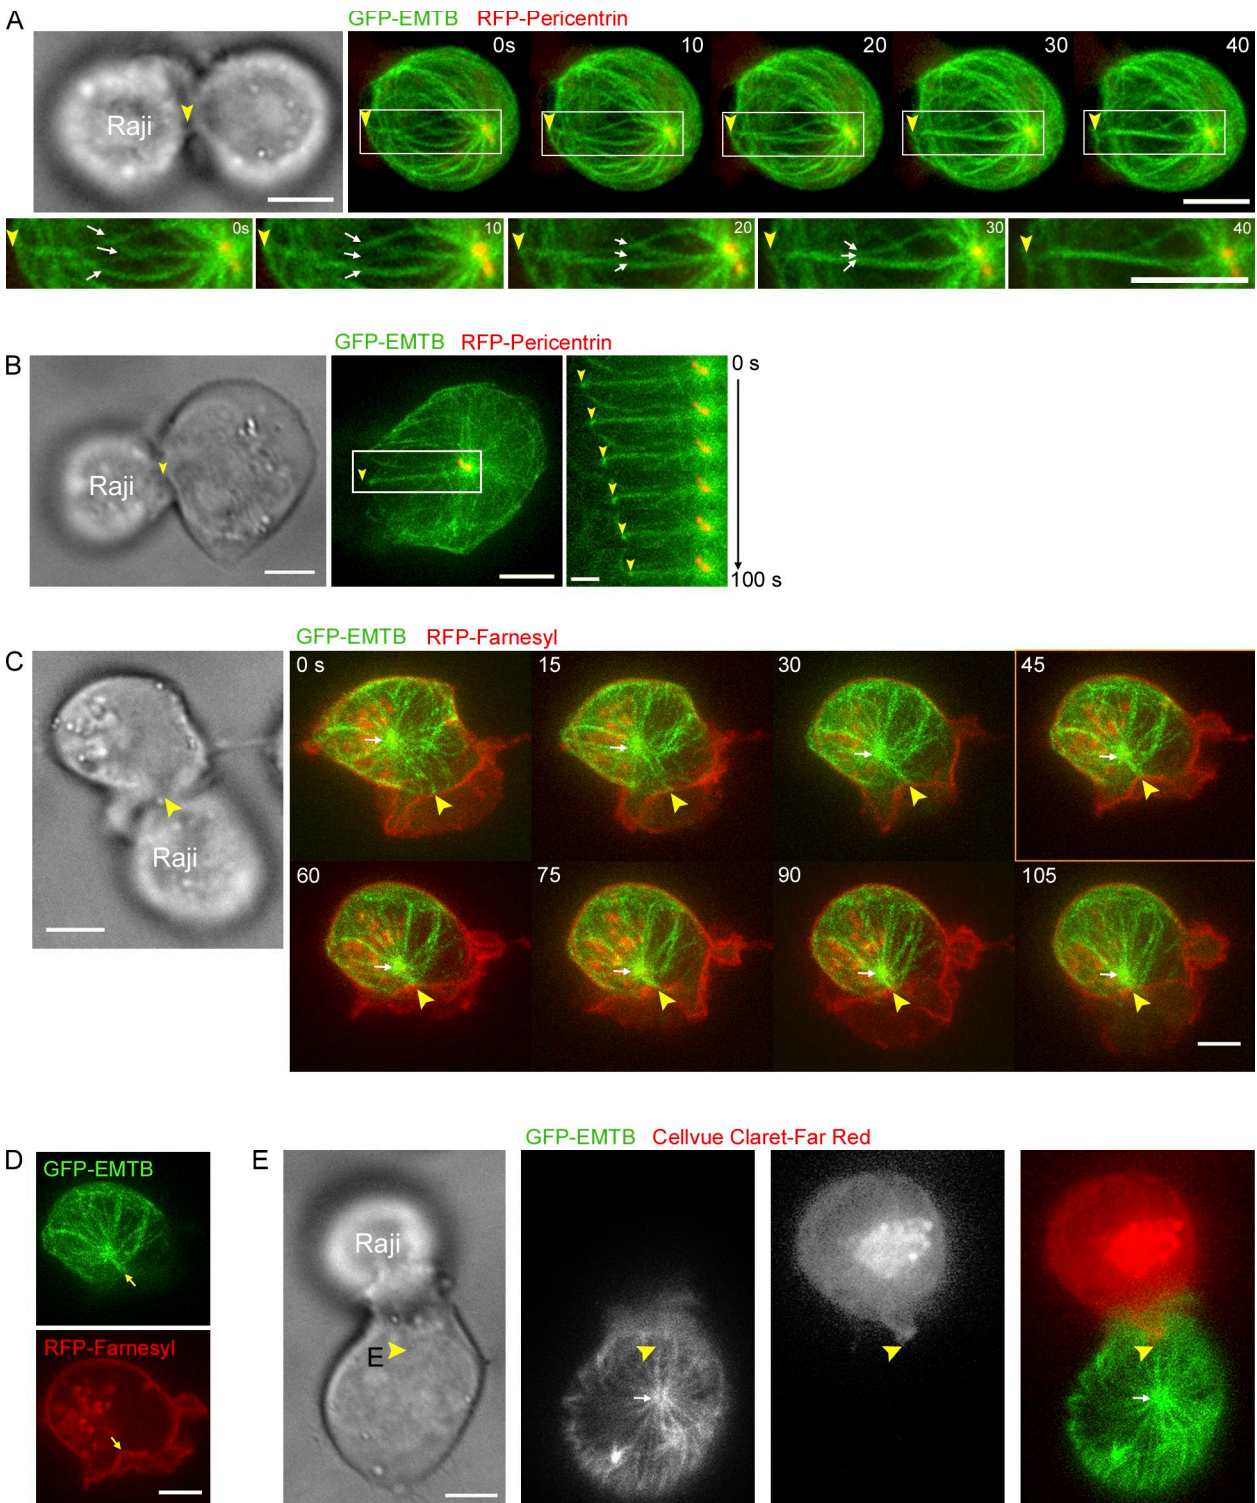 A
GFP-EMTB RFP-Pericentrin
Raji
0s 10 20 30 40
0s 10 20 30 40
B
GFP-EMTB RFP-Pericentrin
Raji
0 s
100 s
C
GFP-EMTB RFP-Farnesyl
Raji
0 s 15 30 45
60 75 90 105
D
GFP-EMTB
RFP-Farnesyl
E
GFP-EMTB Cellvue Claret-Far Red
Raji
E